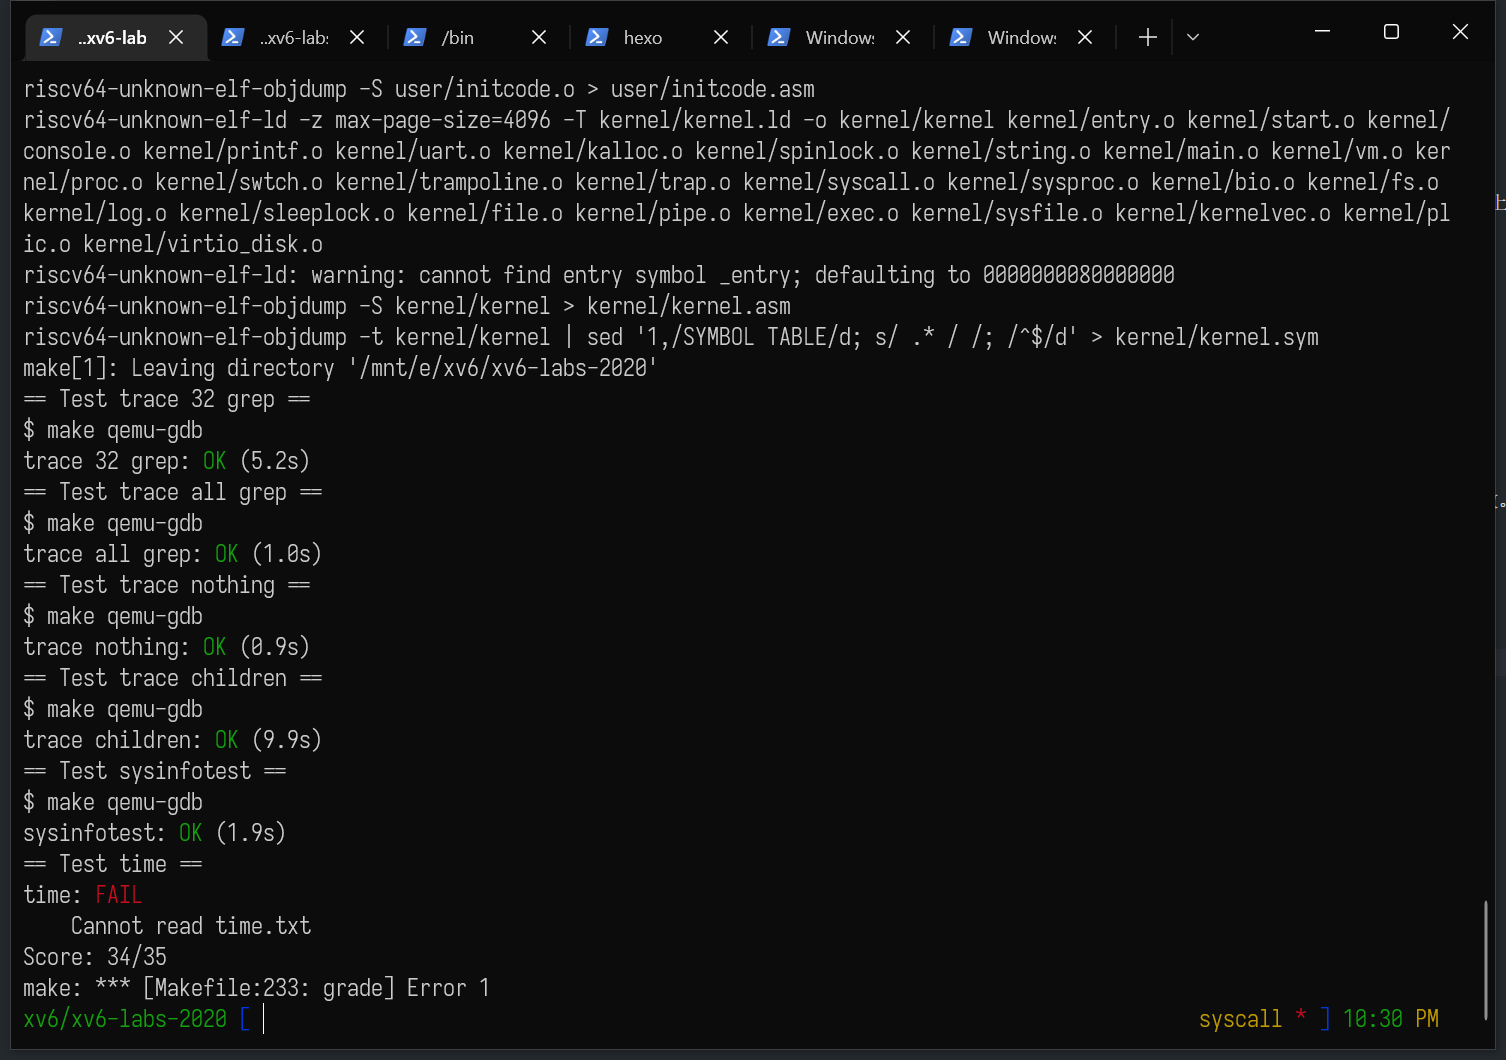 ..xv6-lab
..xv6-lab:
/bin
hexo
Window:
Window:
riscv64-unknown-elf-objdump -S user/initcode.o > user/initcode.asm
riscv64-unknown-elf-ld -z max-page-size=4096 -T kernel/kernel.ld -o kernel/kernel kernel/entry.o kernel/start.o kernel/
console.o kernel/printf.o kernel/uart.o kernel/kalloc.o kernel/spinlock.o kernel/string.o kernel/main.o kernel/vm.o ker
nel/proc.o kernel/swtch.o kernel/trampoline.o kernel/trap.o kernel/syscall.o kernel/sysproc.o kernel/bio.o kernel/fs.o
kernel/log.o kernel/sleeplock.o kernel/file.o kernel/pipe.o kernel/exec.o kernel/sysfile.o kernel/kernelvec.o kernel/pl
ic.o kernel/virtio_disk.o
riscv64-unknown-elf-ld: warning: cannot find entry symbol _entry; defaulting to 0000000080000000
riscv64-unknown-elf-objdump -S kernel/kernel > kernel/kernel.asm
riscv64-unknown-elf-objdump -t kernel/kernel | sed '1,/SYMBOL TABLE/d; s/ .* / /; /^$/d' > kernel/kernel.sym
make[1]: Leaving directory '/mnt/e/xv6/xv6-labs-2020'
== Test trace 32 grep ==
$ make qemu-gdb
trace 32 grep: OK (5.2s)
== Test trace all grep ==
$ make qemu-gdb
trace all grep: OK (1.0s)
== Test trace nothing ==
$ make qemu-gdb
trace nothing: OK (0.9s)
== Test trace children ==
$ make qemu-gdb
trace children: OK (9.9s)
== Test sysinfotest ==
$ make qemu-gdb
sysinfotest: OK (1.9s)
== Test time ==
time: FAIL
    Cannot read time.txt
Score: 34/35
make: *** [Makefile:233: grade] Error 1
xv6/xv6-labs-2020 [ syscall * ] 10:30 PM